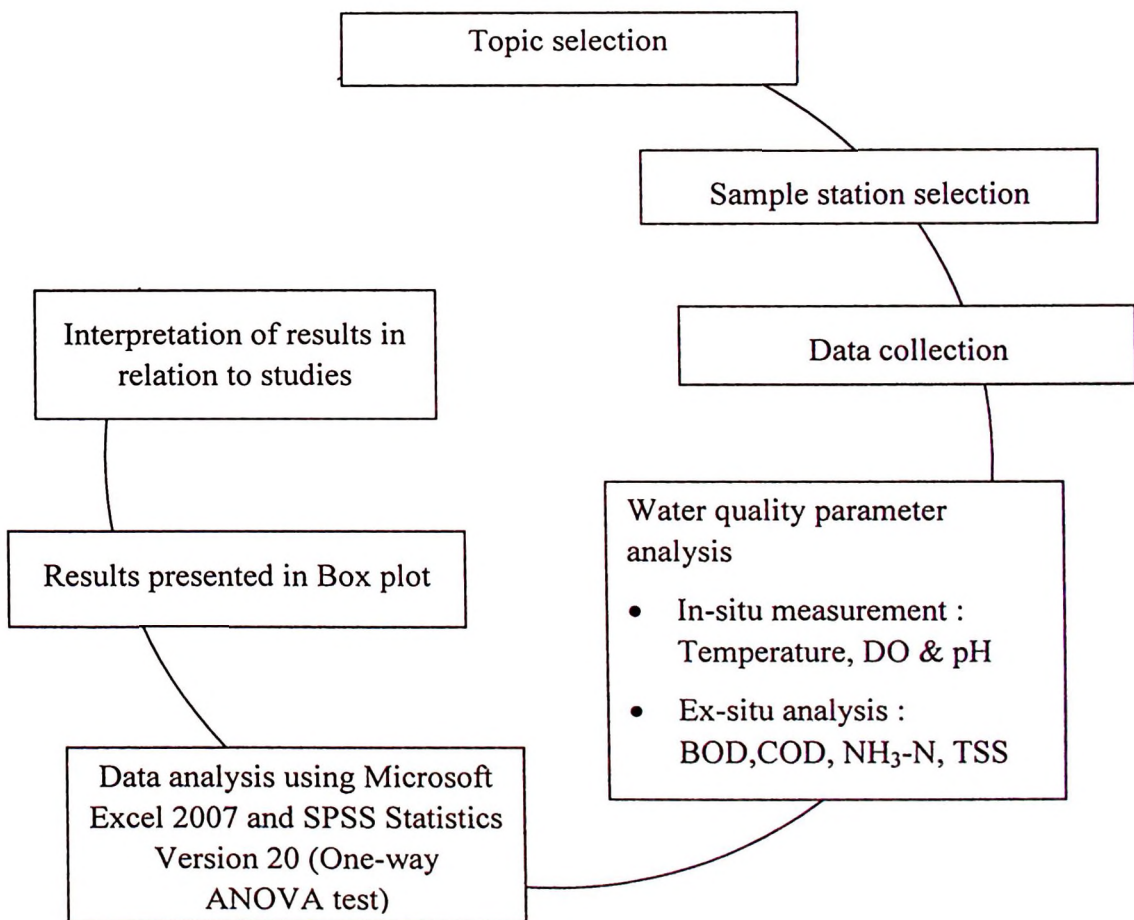 Topic selection
Sample station selection
Data collection
Water quality parameter
analysis
• In-situ measurement :
Temperature, DO & pH
• Ex-situ analysis :
BOD,COD, NH₃-N, TSS
Data analysis using Microsoft
Excel 2007 and SPSS Statistics
Version 20 (One-way
ANOVA test)
Results presented in Box plot
Interpretation of results in
relation to studies